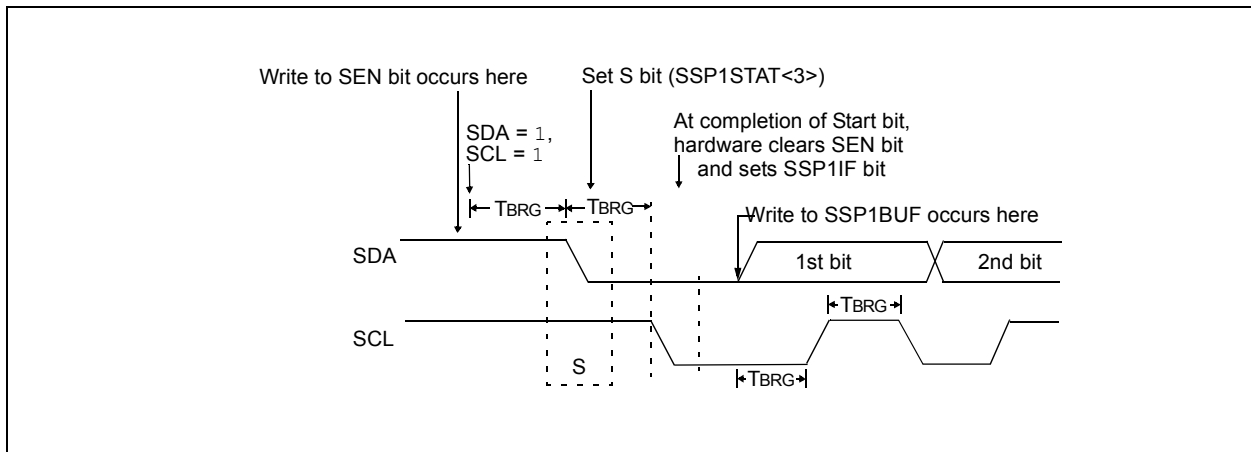 Write to SEN bit occurs here
Set S bit (SSP1STAT<3>)
SDA = 1,
SCL = 1
At completion of Start bit,
hardware clears SEN bit
and sets SSP1IF bit
TBRG
TBRG
Write to SSP1BUF occurs here
SDA
1st bit
2nd bit
TBRG
SCL
S
TBRG